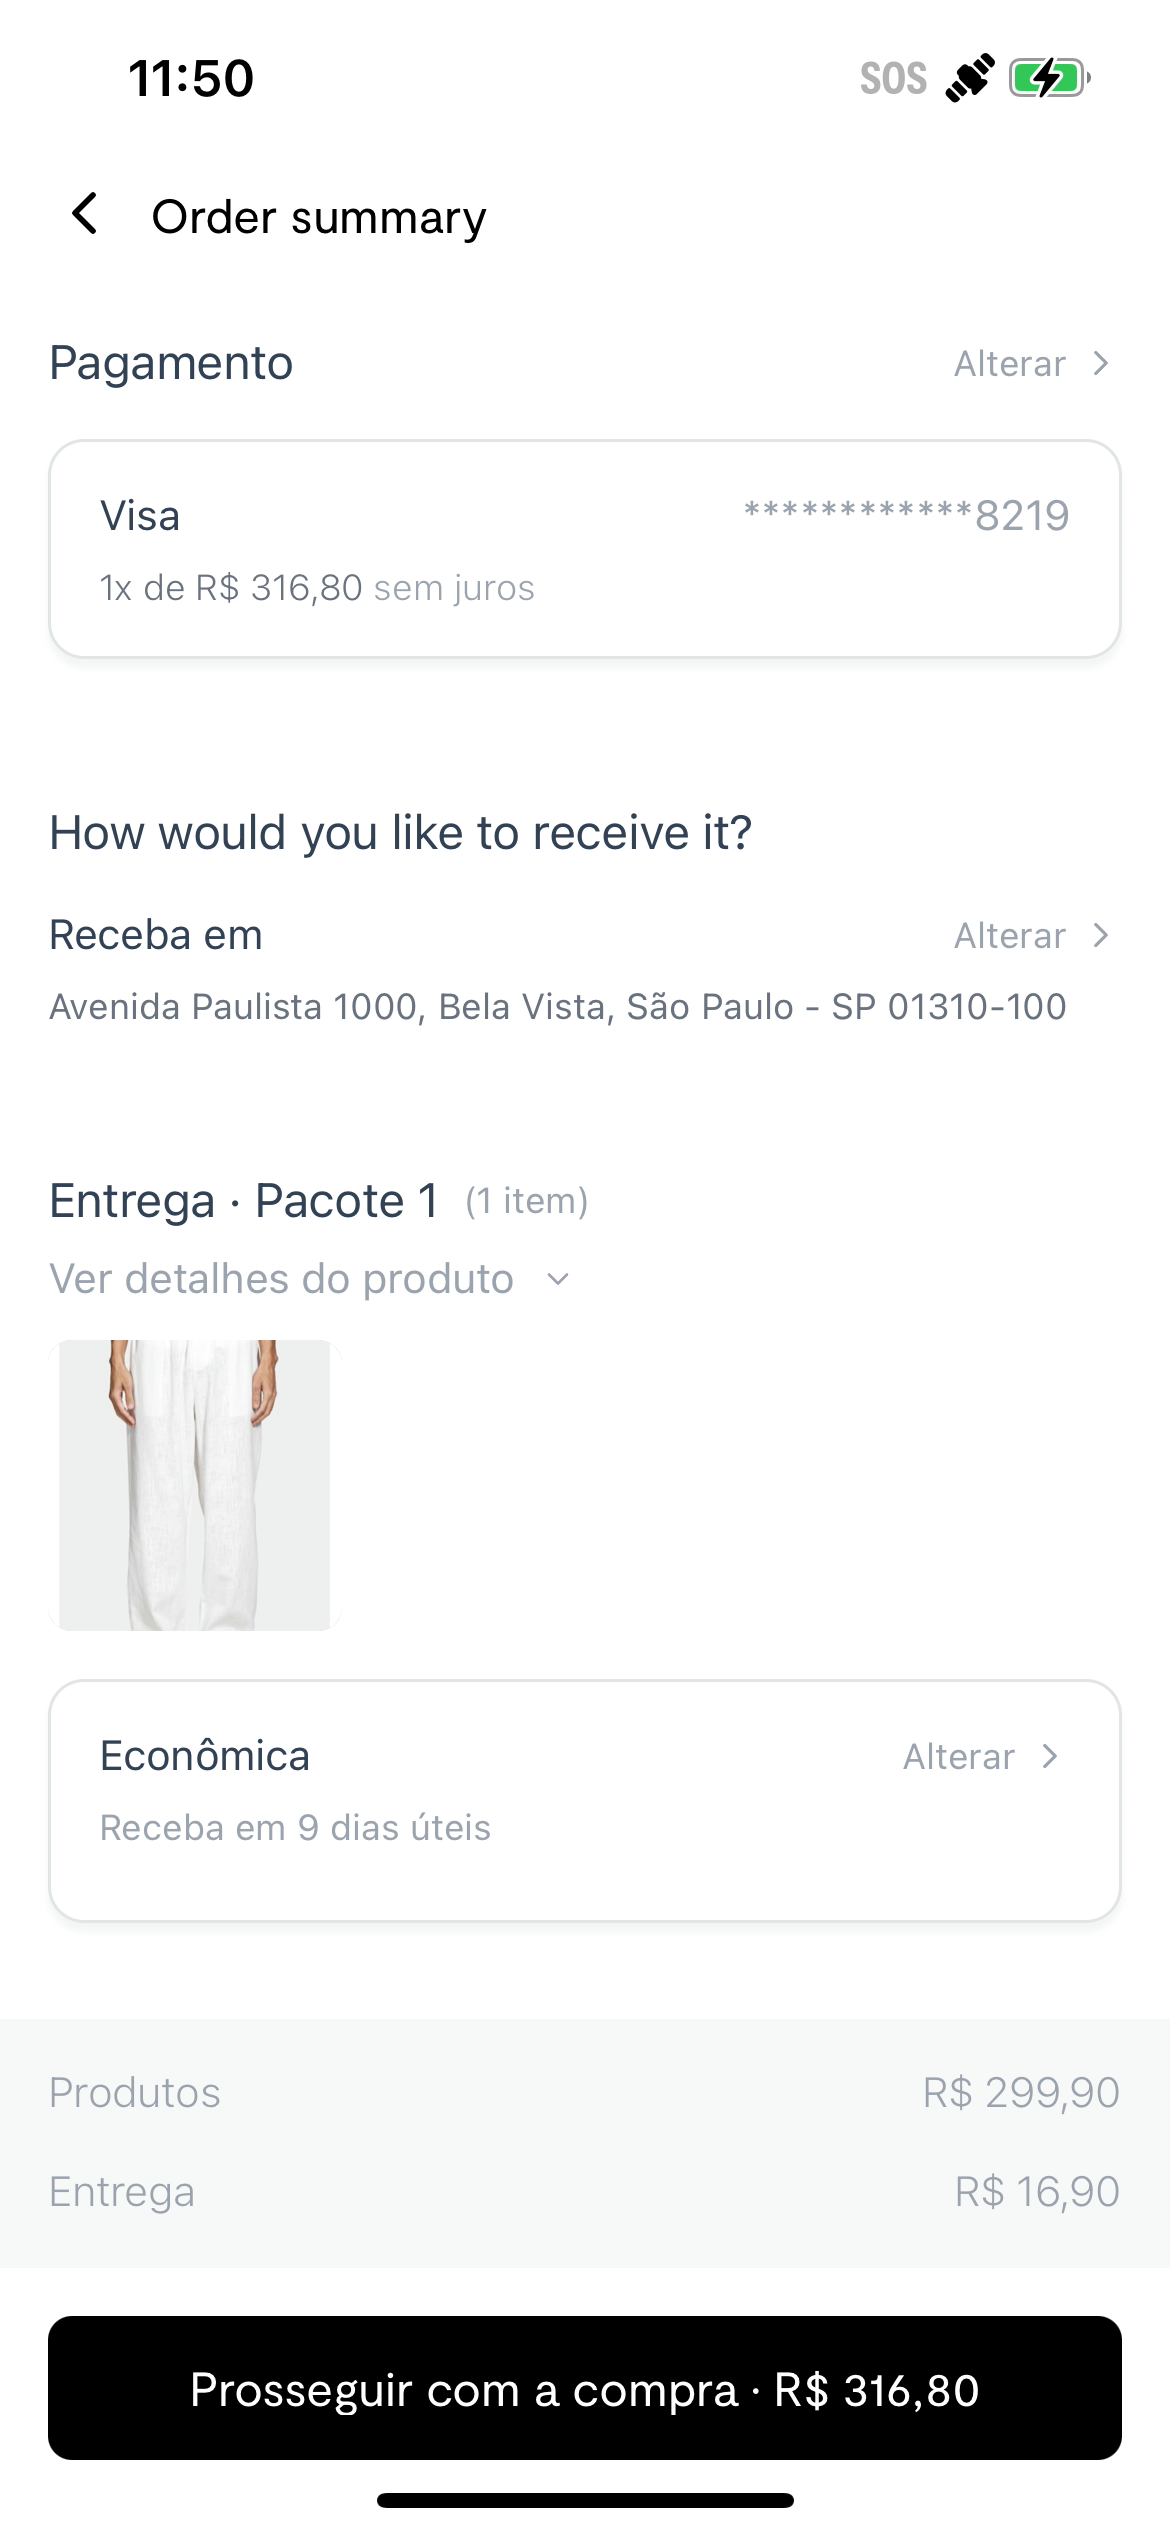 11:50 SOS
Order summary
Pagamento Alterar
Visa ************8219
1x de R$ 316,80 sem juros
How would you like to receive it?
Receba em Alterar
Avenida Paulista 1000, Bela Vista, São Paulo - SP 01310-100
Entrega · Pacote 1 (1 item)
Ver detalhes do produto
Econômica Alterar
Receba em 9 dias úteis
Produtos R$ 299,90
Entrega R$ 16,90
Prosseguir com a compra · R$ 316,80